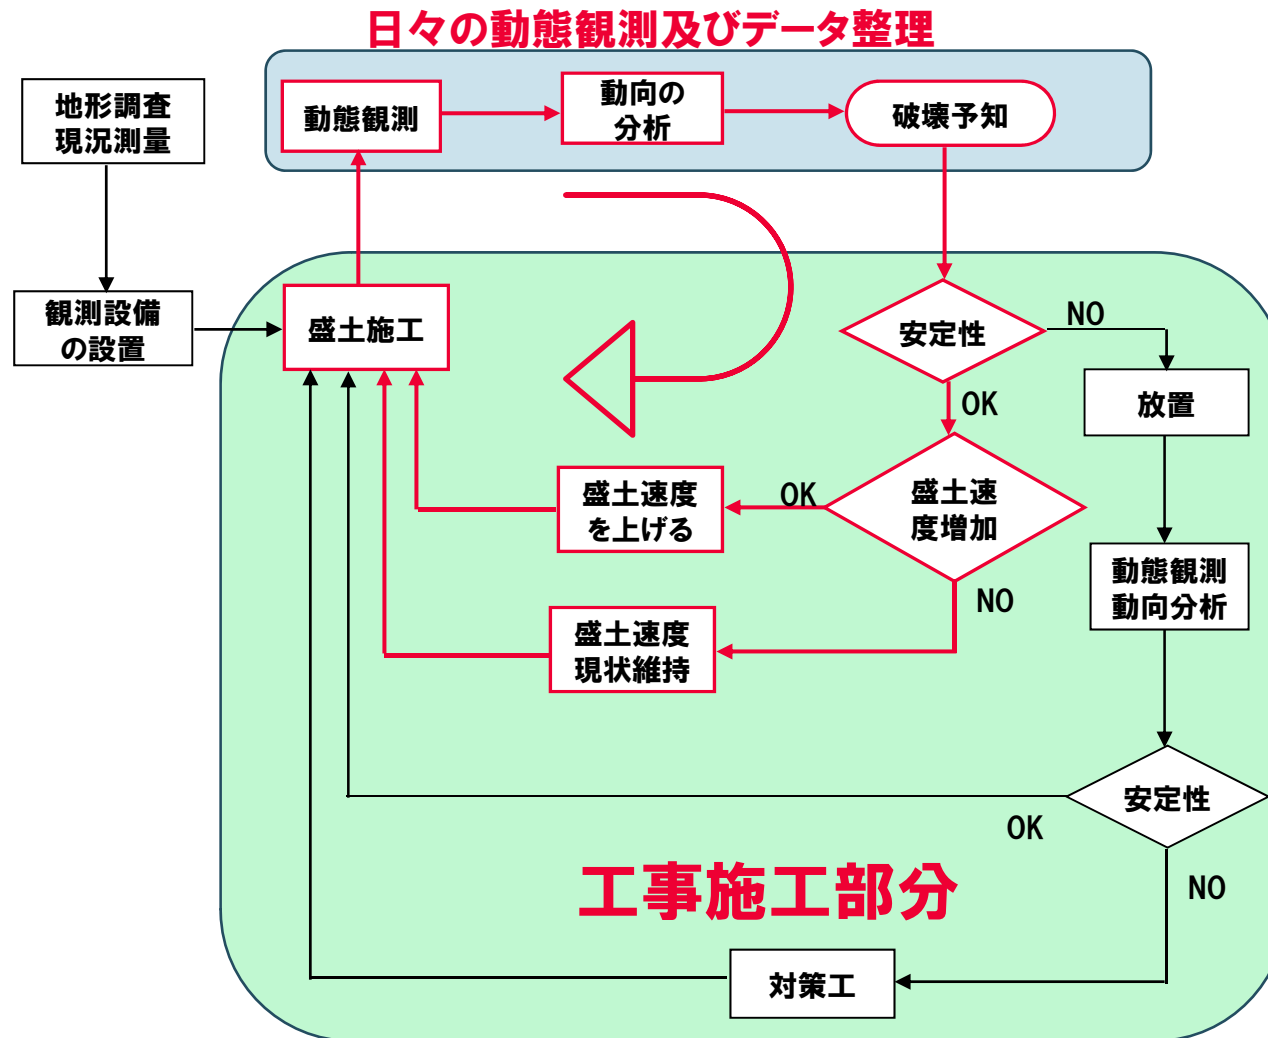 日々の動態観測及びデータ整理
地形調査
現況測量
動態観測
動向の
分析
破壊予知
観測設備
の設置
盛土施工
安定性
NO
放置
OK
盛土速
度増加
OK
盛土速度
を上げる
NO
盛土速度
現状維持
動態観測
動向分析
安定性
OK
NO
工事施工部分
対策工